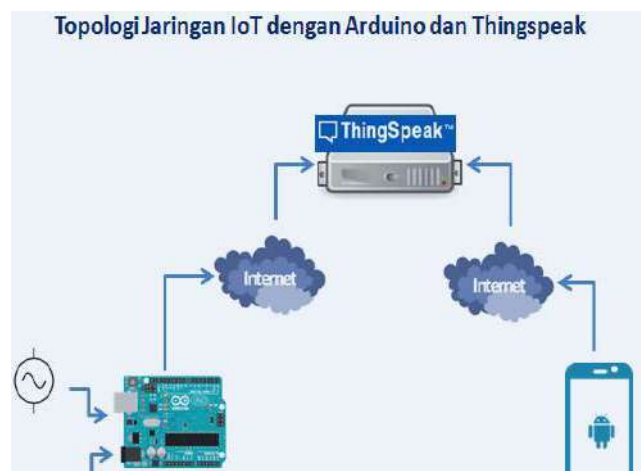 Topologi Jaringan IoT dengan Arduino dan Thingspeak
ThingSpeak™
Internet
Internet